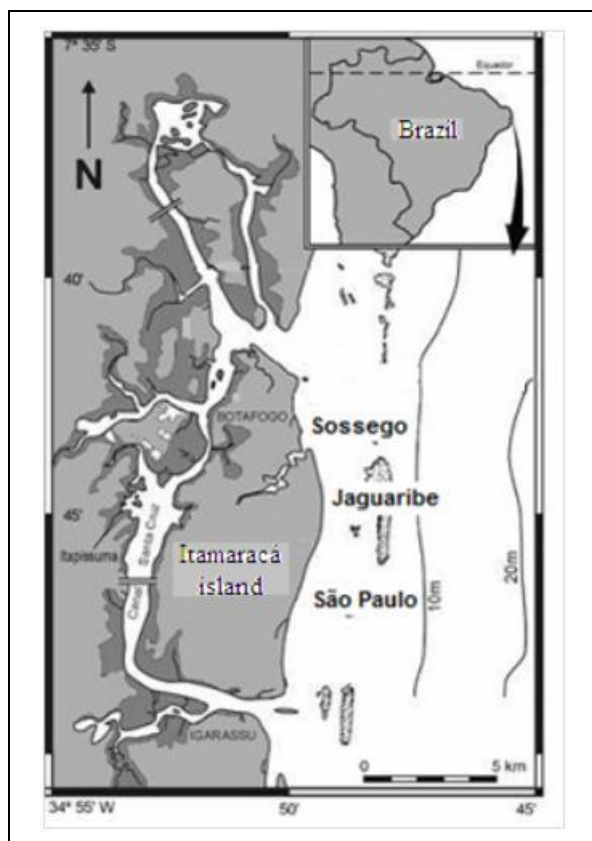 7° 35' S
Equador
Brazil
N
40'
BOTAFOGO
Sossego
45'
Jaguaribe
Itapissuma
Canal
Santa Cruz
Itamaracá
island
São Paulo
10m
20m
IGARASSU
0
5 km
34° 55' W
50'
45'